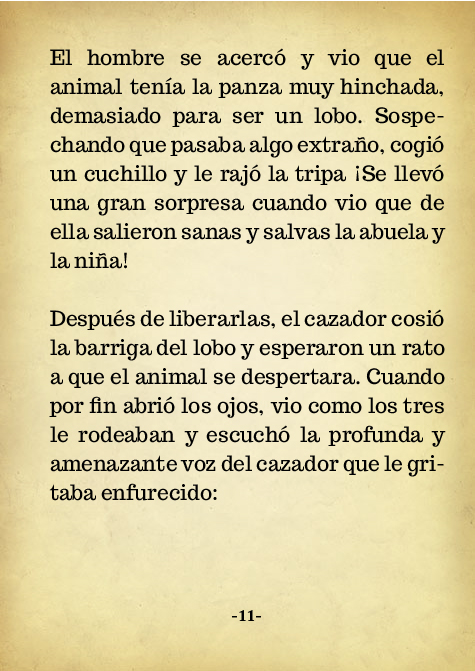 El hombre se acercó y vio que el
animal tenía la panza muy hinchada,
demasiado para ser un lobo. Sospe-
chando que pasaba algo extraño, cogió
un cuchillo y le rajó la tripa ¡Se llevó
una gran sorpresa cuando vio que de
ella salieron sanas y salvas la abuela y
la niña!

Después de liberarlas, el cazador cosió
la barriga del lobo y esperaron un rato
a que el animal se despertara. Cuando
por fin abrió los ojos, vio como los tres
le rodeaban y escuchó la profunda y
amenazante voz del cazador que le gri-
taba enfurecido:

-11-